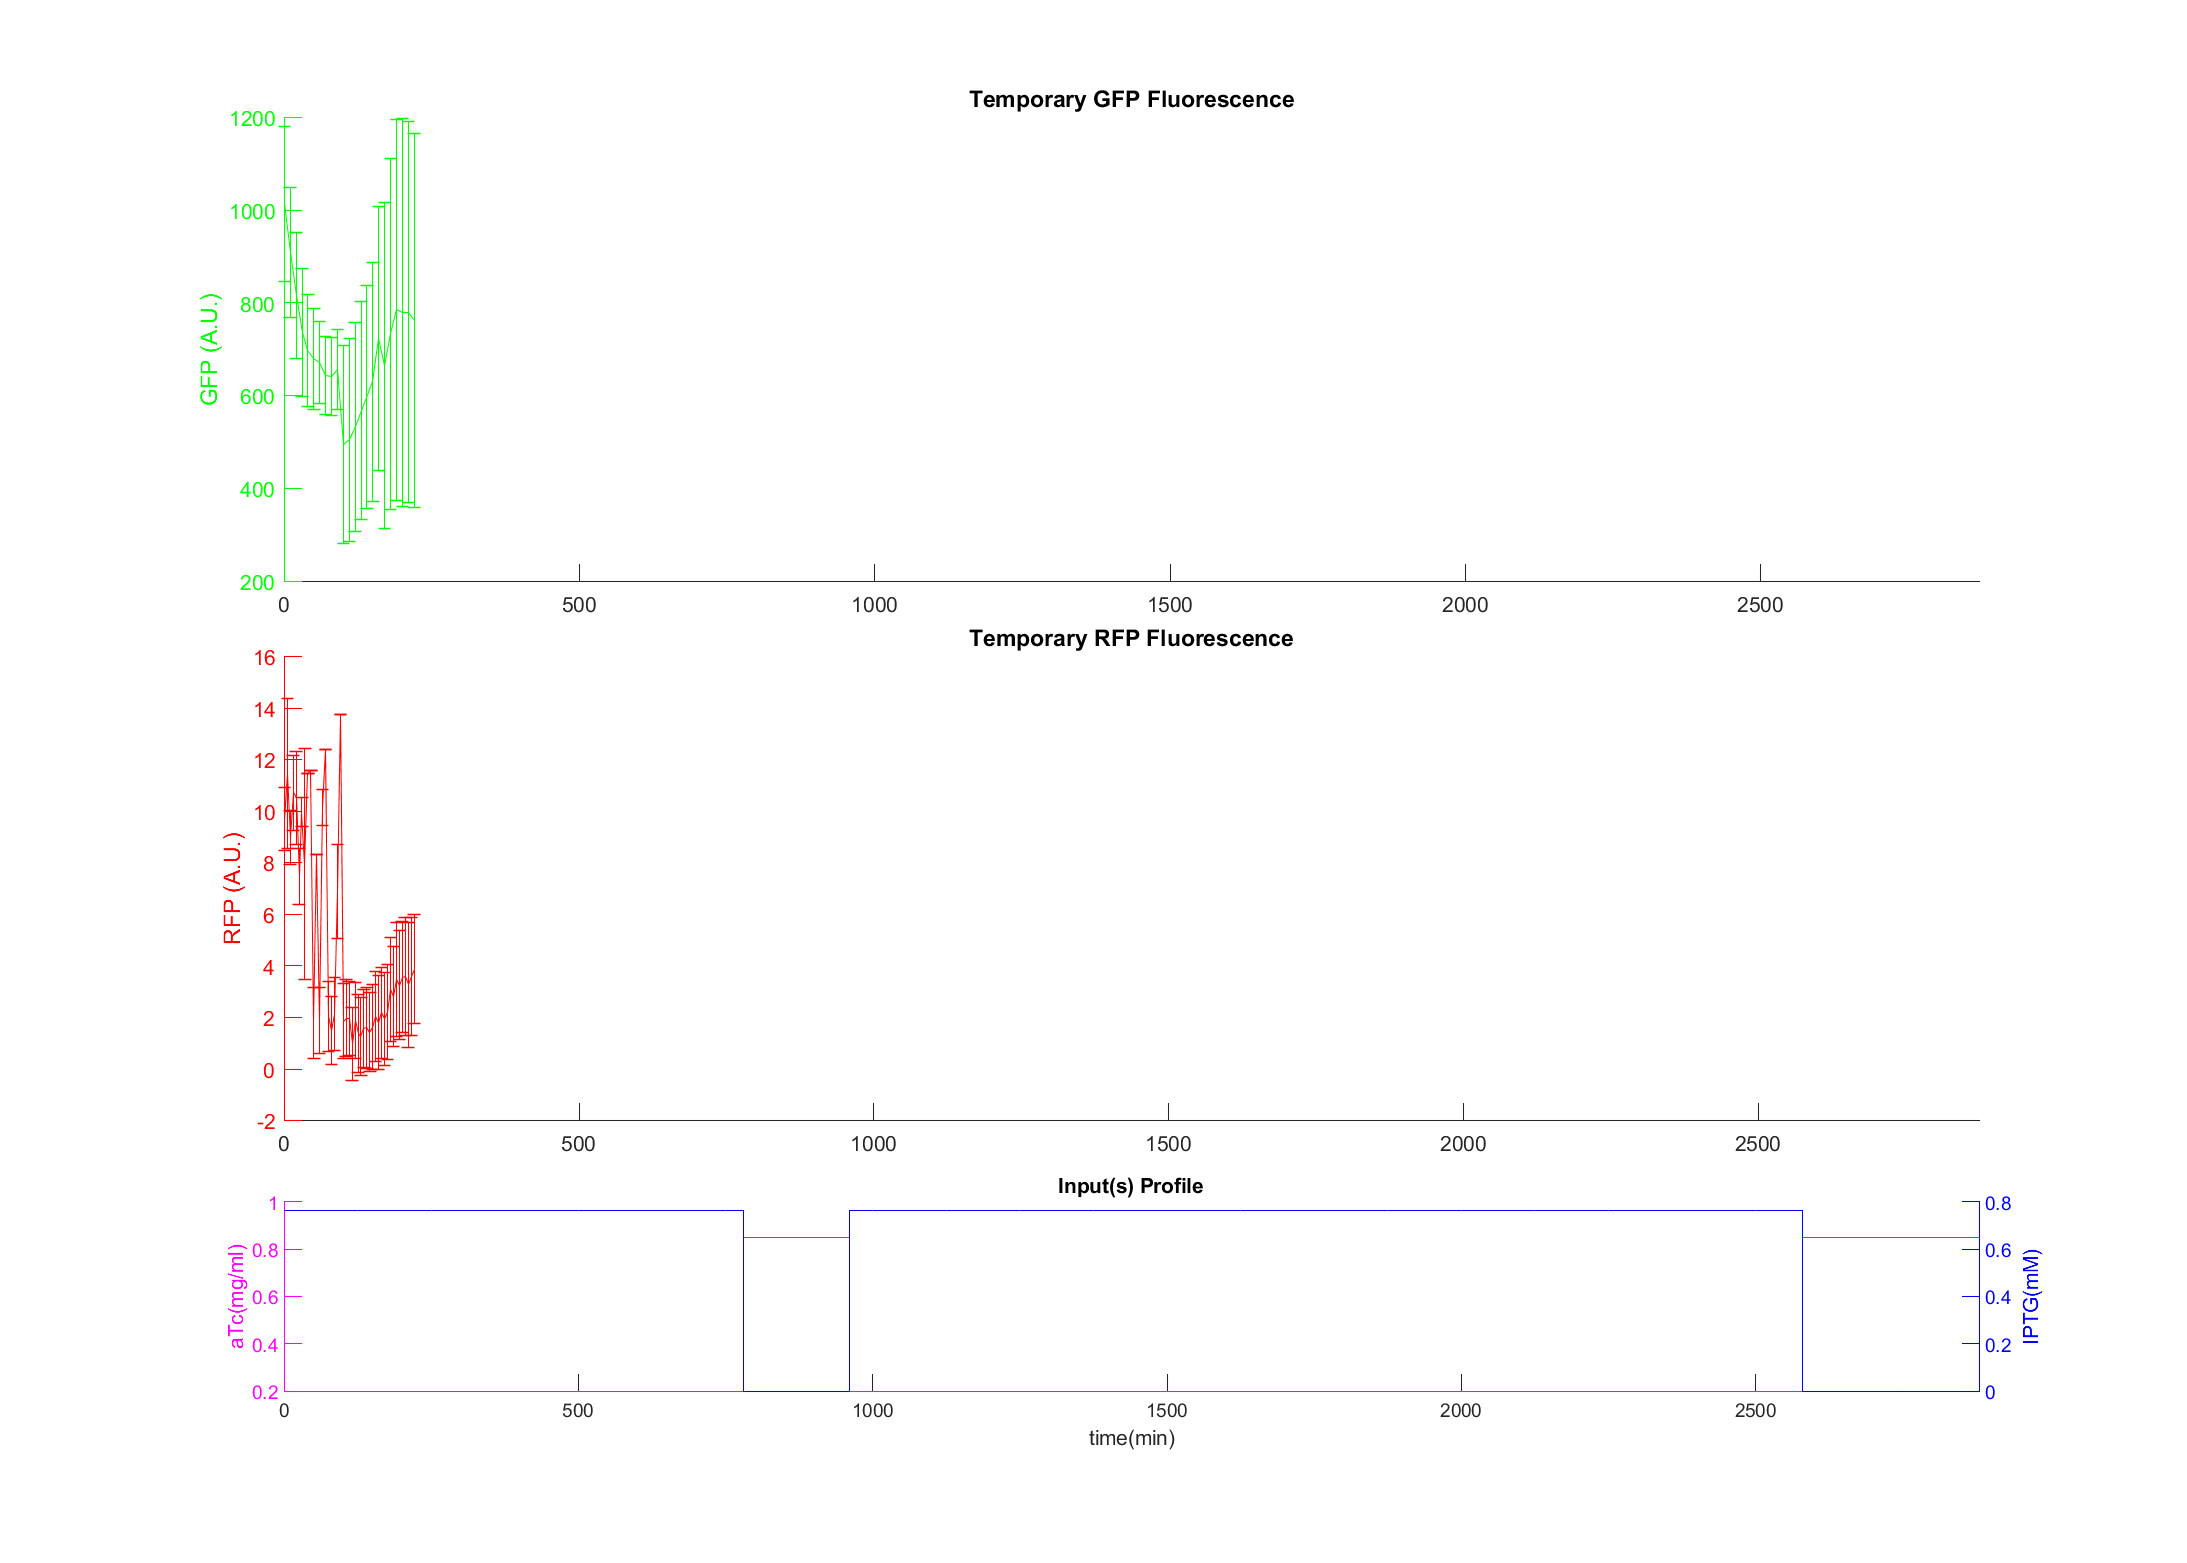 Temporary GFP Fluorescence
1200
1000
800
600
400
200
GFP (A.U.)
0 500 1000 1500 2000 2500
Temporary RFP Fluorescence
16
14
12
10
8
6
4
2
0
-2
RFP (A.U.)
0 500 1000 1500 2000 2500
Input(s) Profile
1
0.8
0.6
0.4
0.2
aTc(mg/ml)
0.8
0.6
0.4
0.2
0
IPTG(mM)
0 500 1000 1500 2000 2500
time(min)